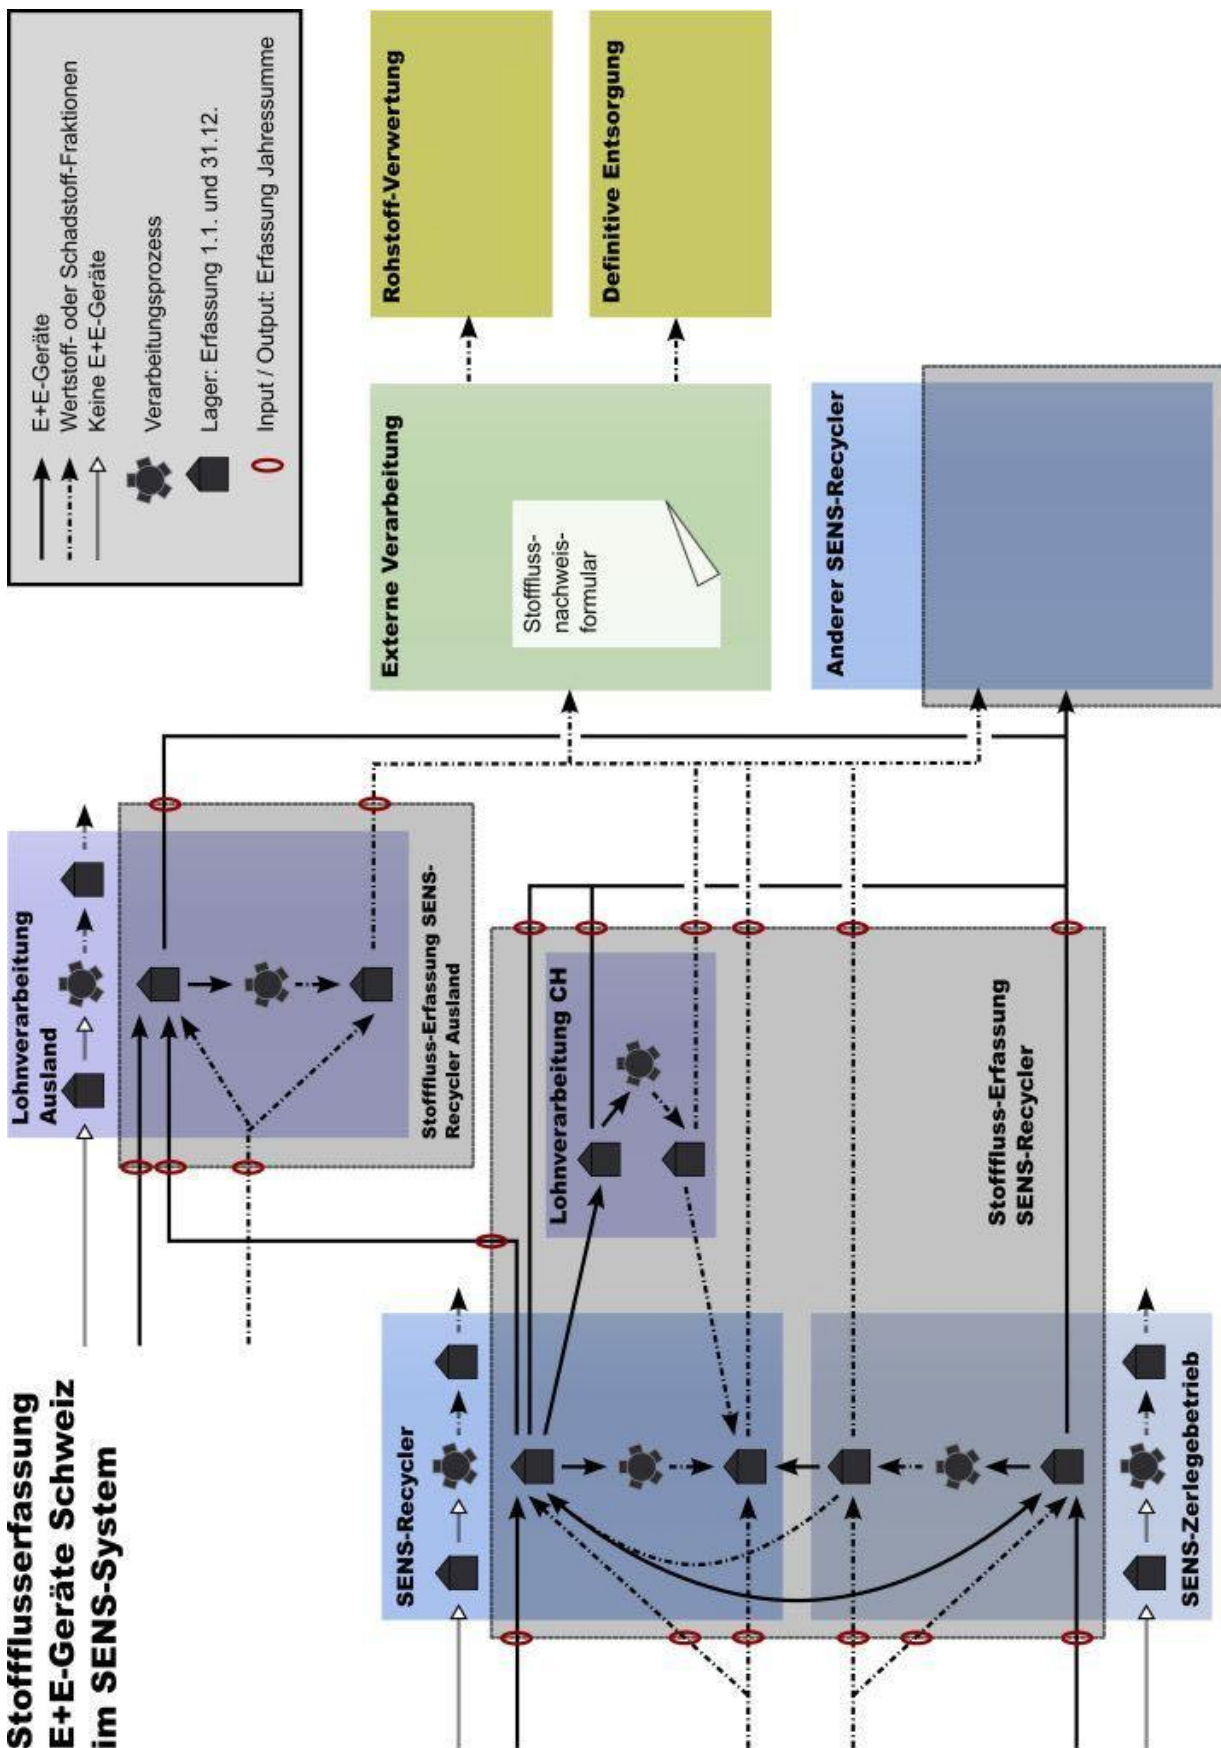 Stoffflusserfassung
E+E-Geräte Schweiz
im SENS-System
E+E-Geräte
Wertstoff- oder Schadstoff-Fraktionen
Keine E+E-Geräte
Verarbeitungsprozess
Lager: Erfassung 1.1. und 31.12.
Input / Output: Erfassung Jahressumme
Lohnverarbeitung
Ausland
Stofffluss-Erfassung SENS-
Recycler Ausland
SENS-Recycler
Lohnverarbeitung CH
Stofffluss-Erfassung
SENS-Recycler
SENS-Zerlegebetrieb
Externe Verarbeitung
Stofffluss-
nachweis-
formular
Anderer SENS-Recycler
Rohstoff-Verwertung
Definitive Entsorgung